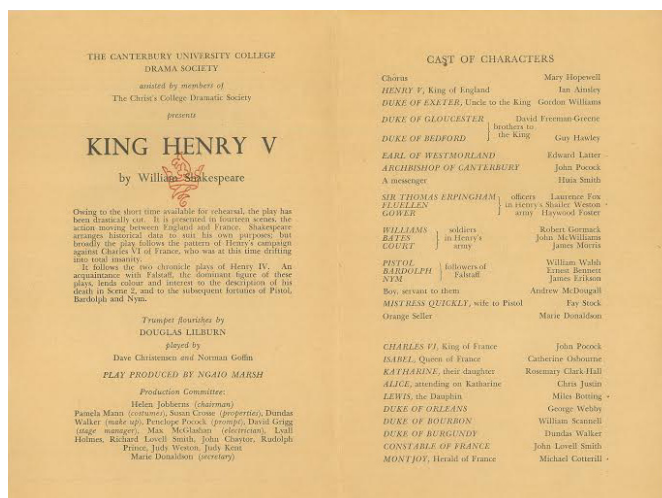 THE CANTERBURY UNIVERSITY COLLEGE
DRAMA SOCIETY
assisted by members of
The Christ's College Dramatic Society
presents
KING HENRY V
by William Shakespeare
Owing to the short time available for rehearsal, the play has
been drastically cut. It is presented in fourteen scenes, the
action moving between England and France. Shakespeare
arranges historical data to suit his own purposes; but
broadly the play follows the pattern of Henry's campaign
against Charles VI of France, who was at this time drifting
into total insanity.
It follows the two chronicle plays of Henry IV. An
acquaintance with Falstaff, the dominant figure of these
plays, lends colour and interest to the description of his
death in Scene 2, and to the subsequent fortunes of Pistol,
Bardolph and Nym.
Trumpet flourishes by
DOUGLAS LILBURN
played by
Dave Christensen and Norman Goffin
PLAY PRODUCED BY NGAIO MARSH
Production Committee:
Helen Jobberns (chairman)
Pamela Mann (costumes), Susan Crosse (properties), Dundas
Walker (make up), Penelope Pocock (prompt), David Grigg
(stage manager), Max McGlashan (electrician), Lyall
Holmes, Richard Lovell Smith, John Chaytor, Rudolph
Prince, Judy Weston, Judy Kent
Marie Donaldson (secretary)
CAST OF CHARACTERS
Chorus Mary Hopewell
HENRY V, King of England Ian Ainsley
DUKE OF EXETER, Uncle to the King Gordon Williams
DUKE OF GLOUCESTER David Freeman-Greene
brothers to
the King
DUKE OF BEDFORD Guy Hawley
EARL OF WESTMORLAND Edward Latter
ARCHBISHOP OF CANTERBURY John Pocock
A messenger Huia Smith
SIR THOMAS ERPINGHAM officers Laurence Fox
FLUELLEN in Henry's Shailer Weston
GOWER army Haywood Foster
WILLIAMS soldiers Robert Gormack
BATES in Henry's John McWilliams
COURT army James Morris
PISTOL William Walsh
BARDOLPH followers of Ernest Bennett
NYM Falstaff James Erikson
Boy, servant to them Andrew McDougall
MISTRESS QUICKLY, wife to Pistol Fay Stock
Orange Seller Marie Donaldson
CHARLES VI, King of France John Pocock
ISABEL, Queen of France Catherine Osbourne
KATHARINE, their daughter Rosemary Clark-Hall
ALICE, attending on Katharine Chris Justin
LEWIS, the Dauphin Miles Botting
DUKE OF ORLEANS George Webby
DUKE OF BOURBON William Scannell
DUKE OF BURGUNDY Dundas Walker
CONSTABLE OF FRANCE John Lovell Smith
MONTJOY, Herald of France Michael Cotterill